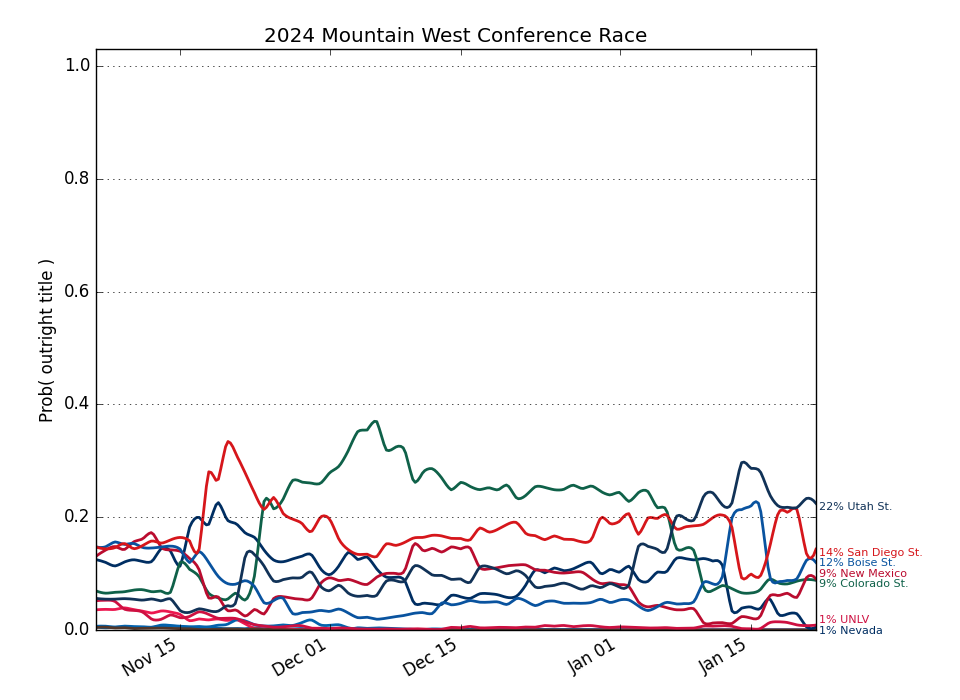 2024 Mountain West Conference Race
Prob( outright title )
1.0
0.8
0.6
0.4
0.2
0.0
22% Utah St.
14% San Diego St.
12% Boise St.
9% New Mexico
9% Colorado St.
1% UNLV
1% Nevada
Nov 15
Dec 01
Dec 15
Jan 01
Jan 15